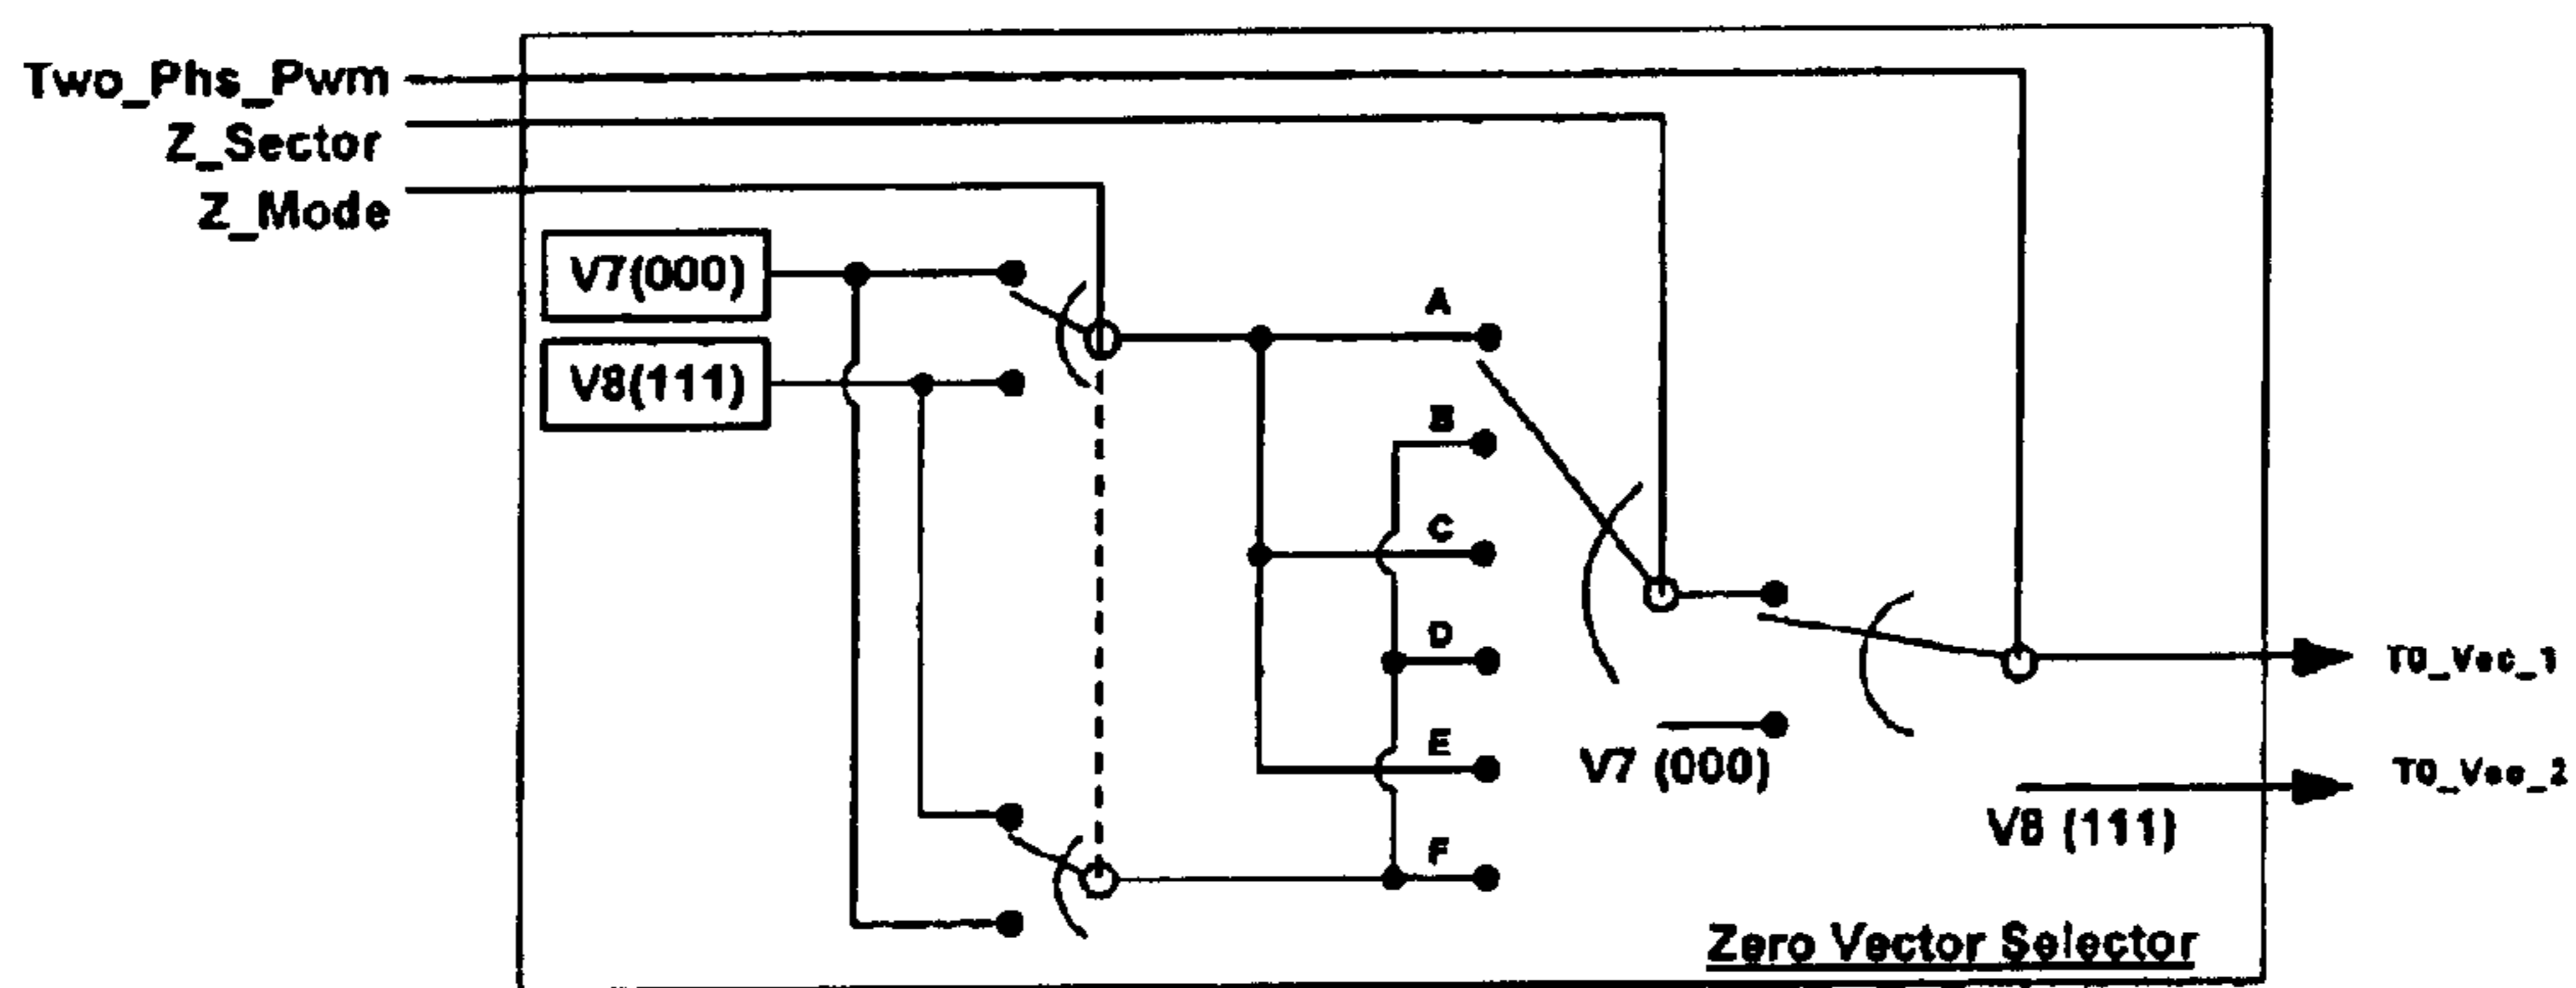 Two_Phs_Pwm
Z_Sector
Z_Mode
V7(000)
V8(111)
A
B
C
D
E
F
V7 (000)
T0_Vec_1
T0_Vec_2
V8 (111)
Zero Vector Selector